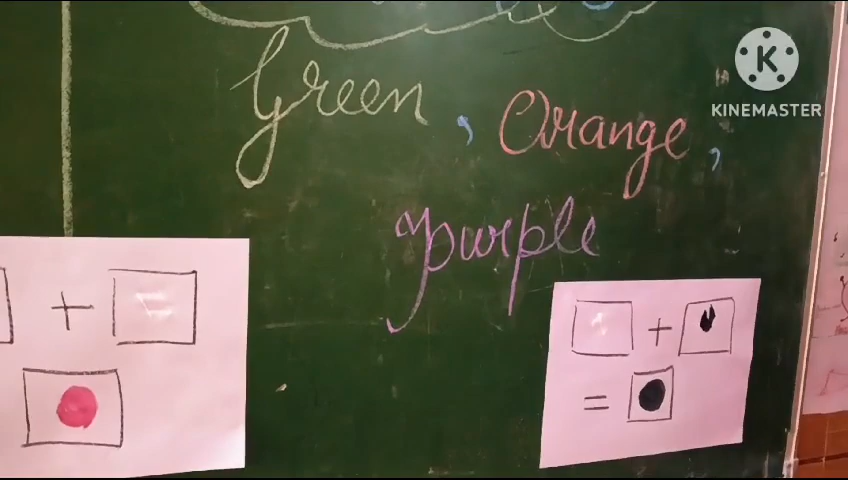 Green, Orange,
Purple
K
KINEMASTER
+
=
+
=